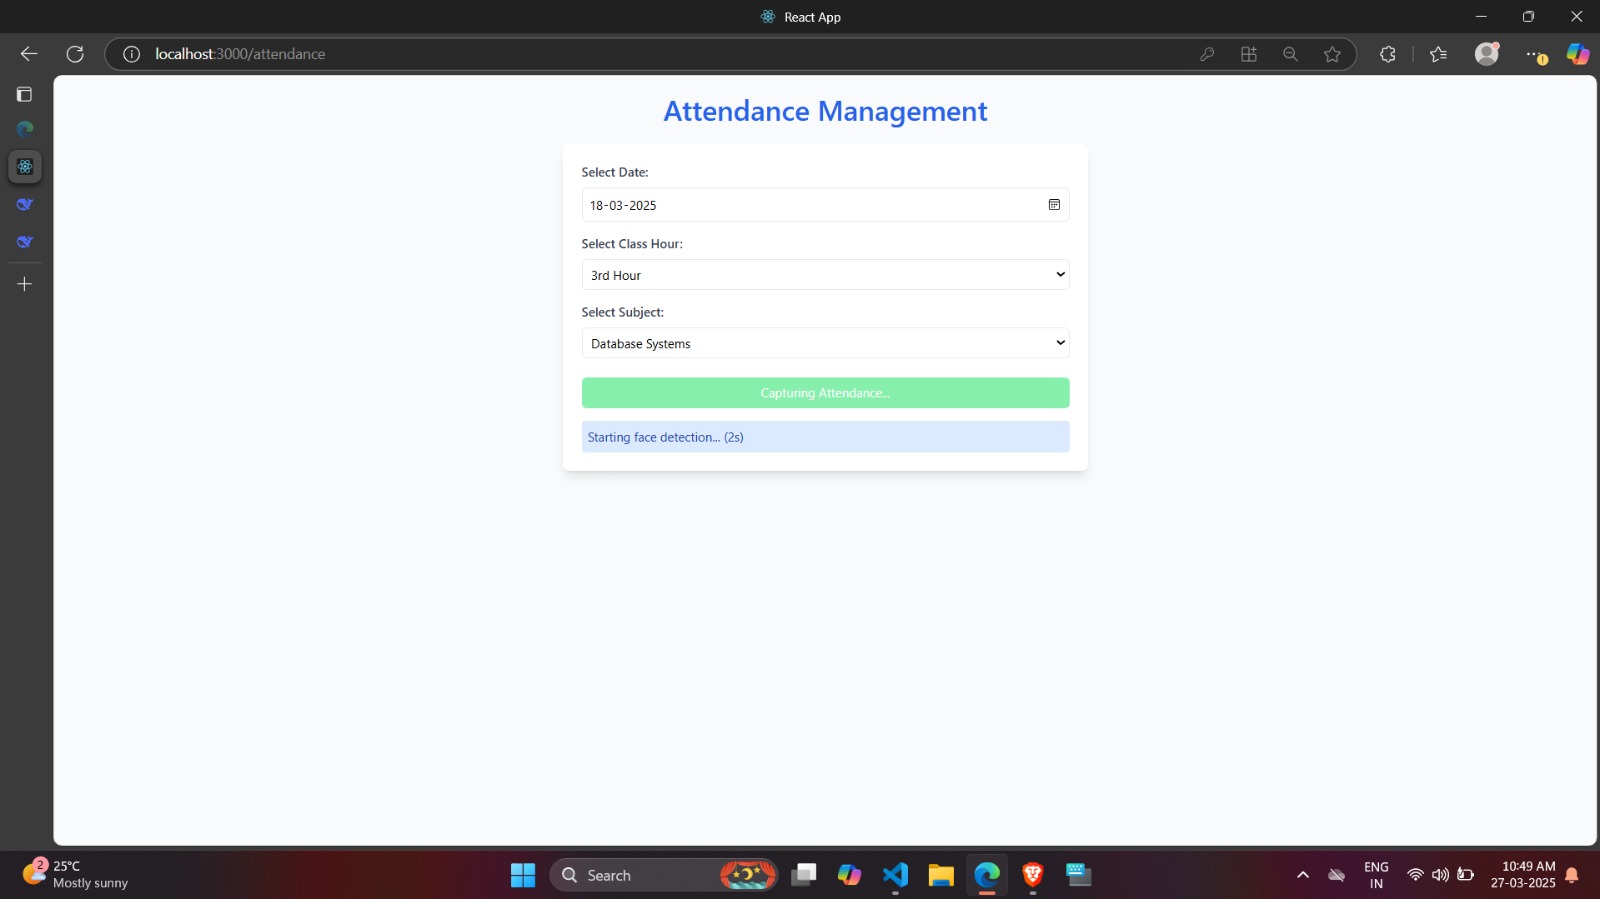 React App
localhost:3000/attendance
Attendance Management
Select Date:
18-03-2025
Select Class Hour:
3rd Hour
Select Subject:
Database Systems
Capturing Attendance...
Starting face detection... (2s)
2
25°C
Mostly sunny
Search
ENG
IN
10:49 AM
27-03-2025